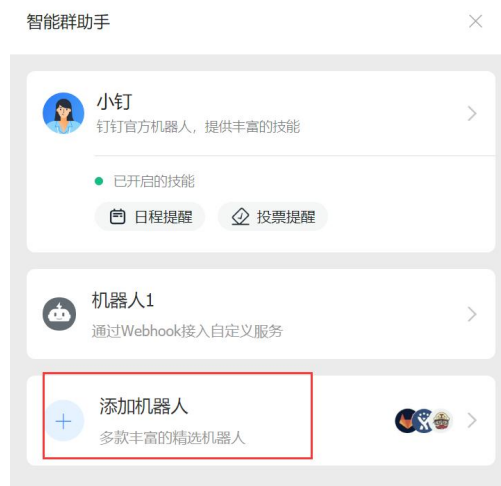 智能群助手
小钉
钉钉官方机器人，提供丰富的技能
已开启的技能
日程提醒
投票提醒
机器人1
通过Webhook接入自定义服务
添加机器人
多款丰富的精选机器人